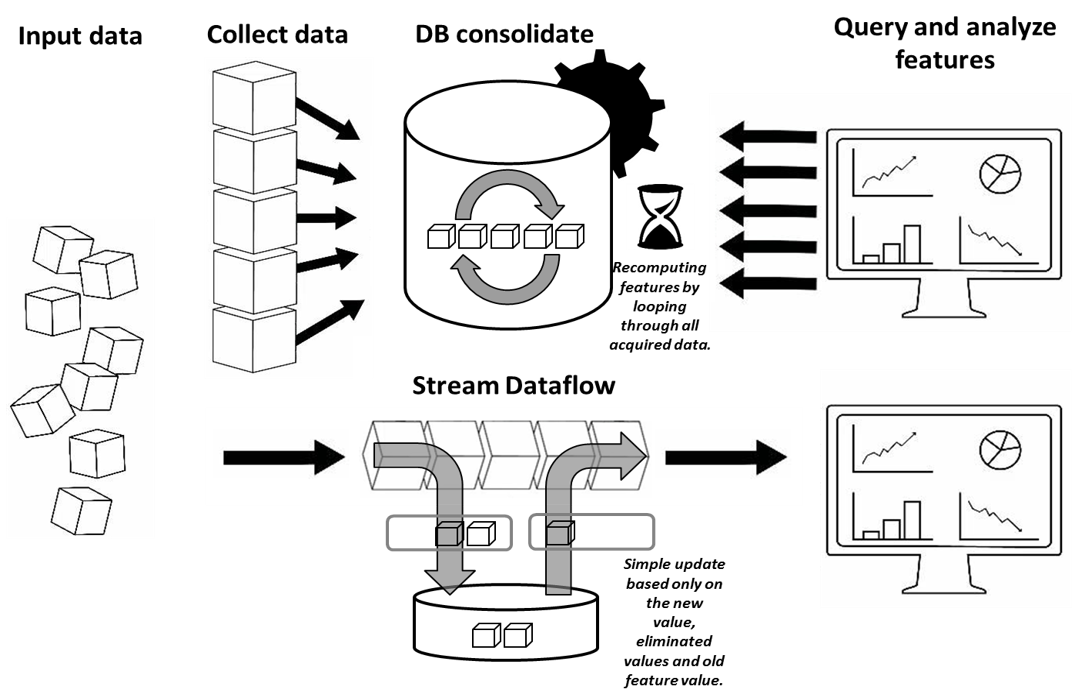 Input data
Collect data
DB consolidate
Query and analyze
features
Recomputing
features by
looping
through all
acquired data.
Stream Dataflow
Simple update
based only on
the new
value,
eliminated
values and old
feature value.